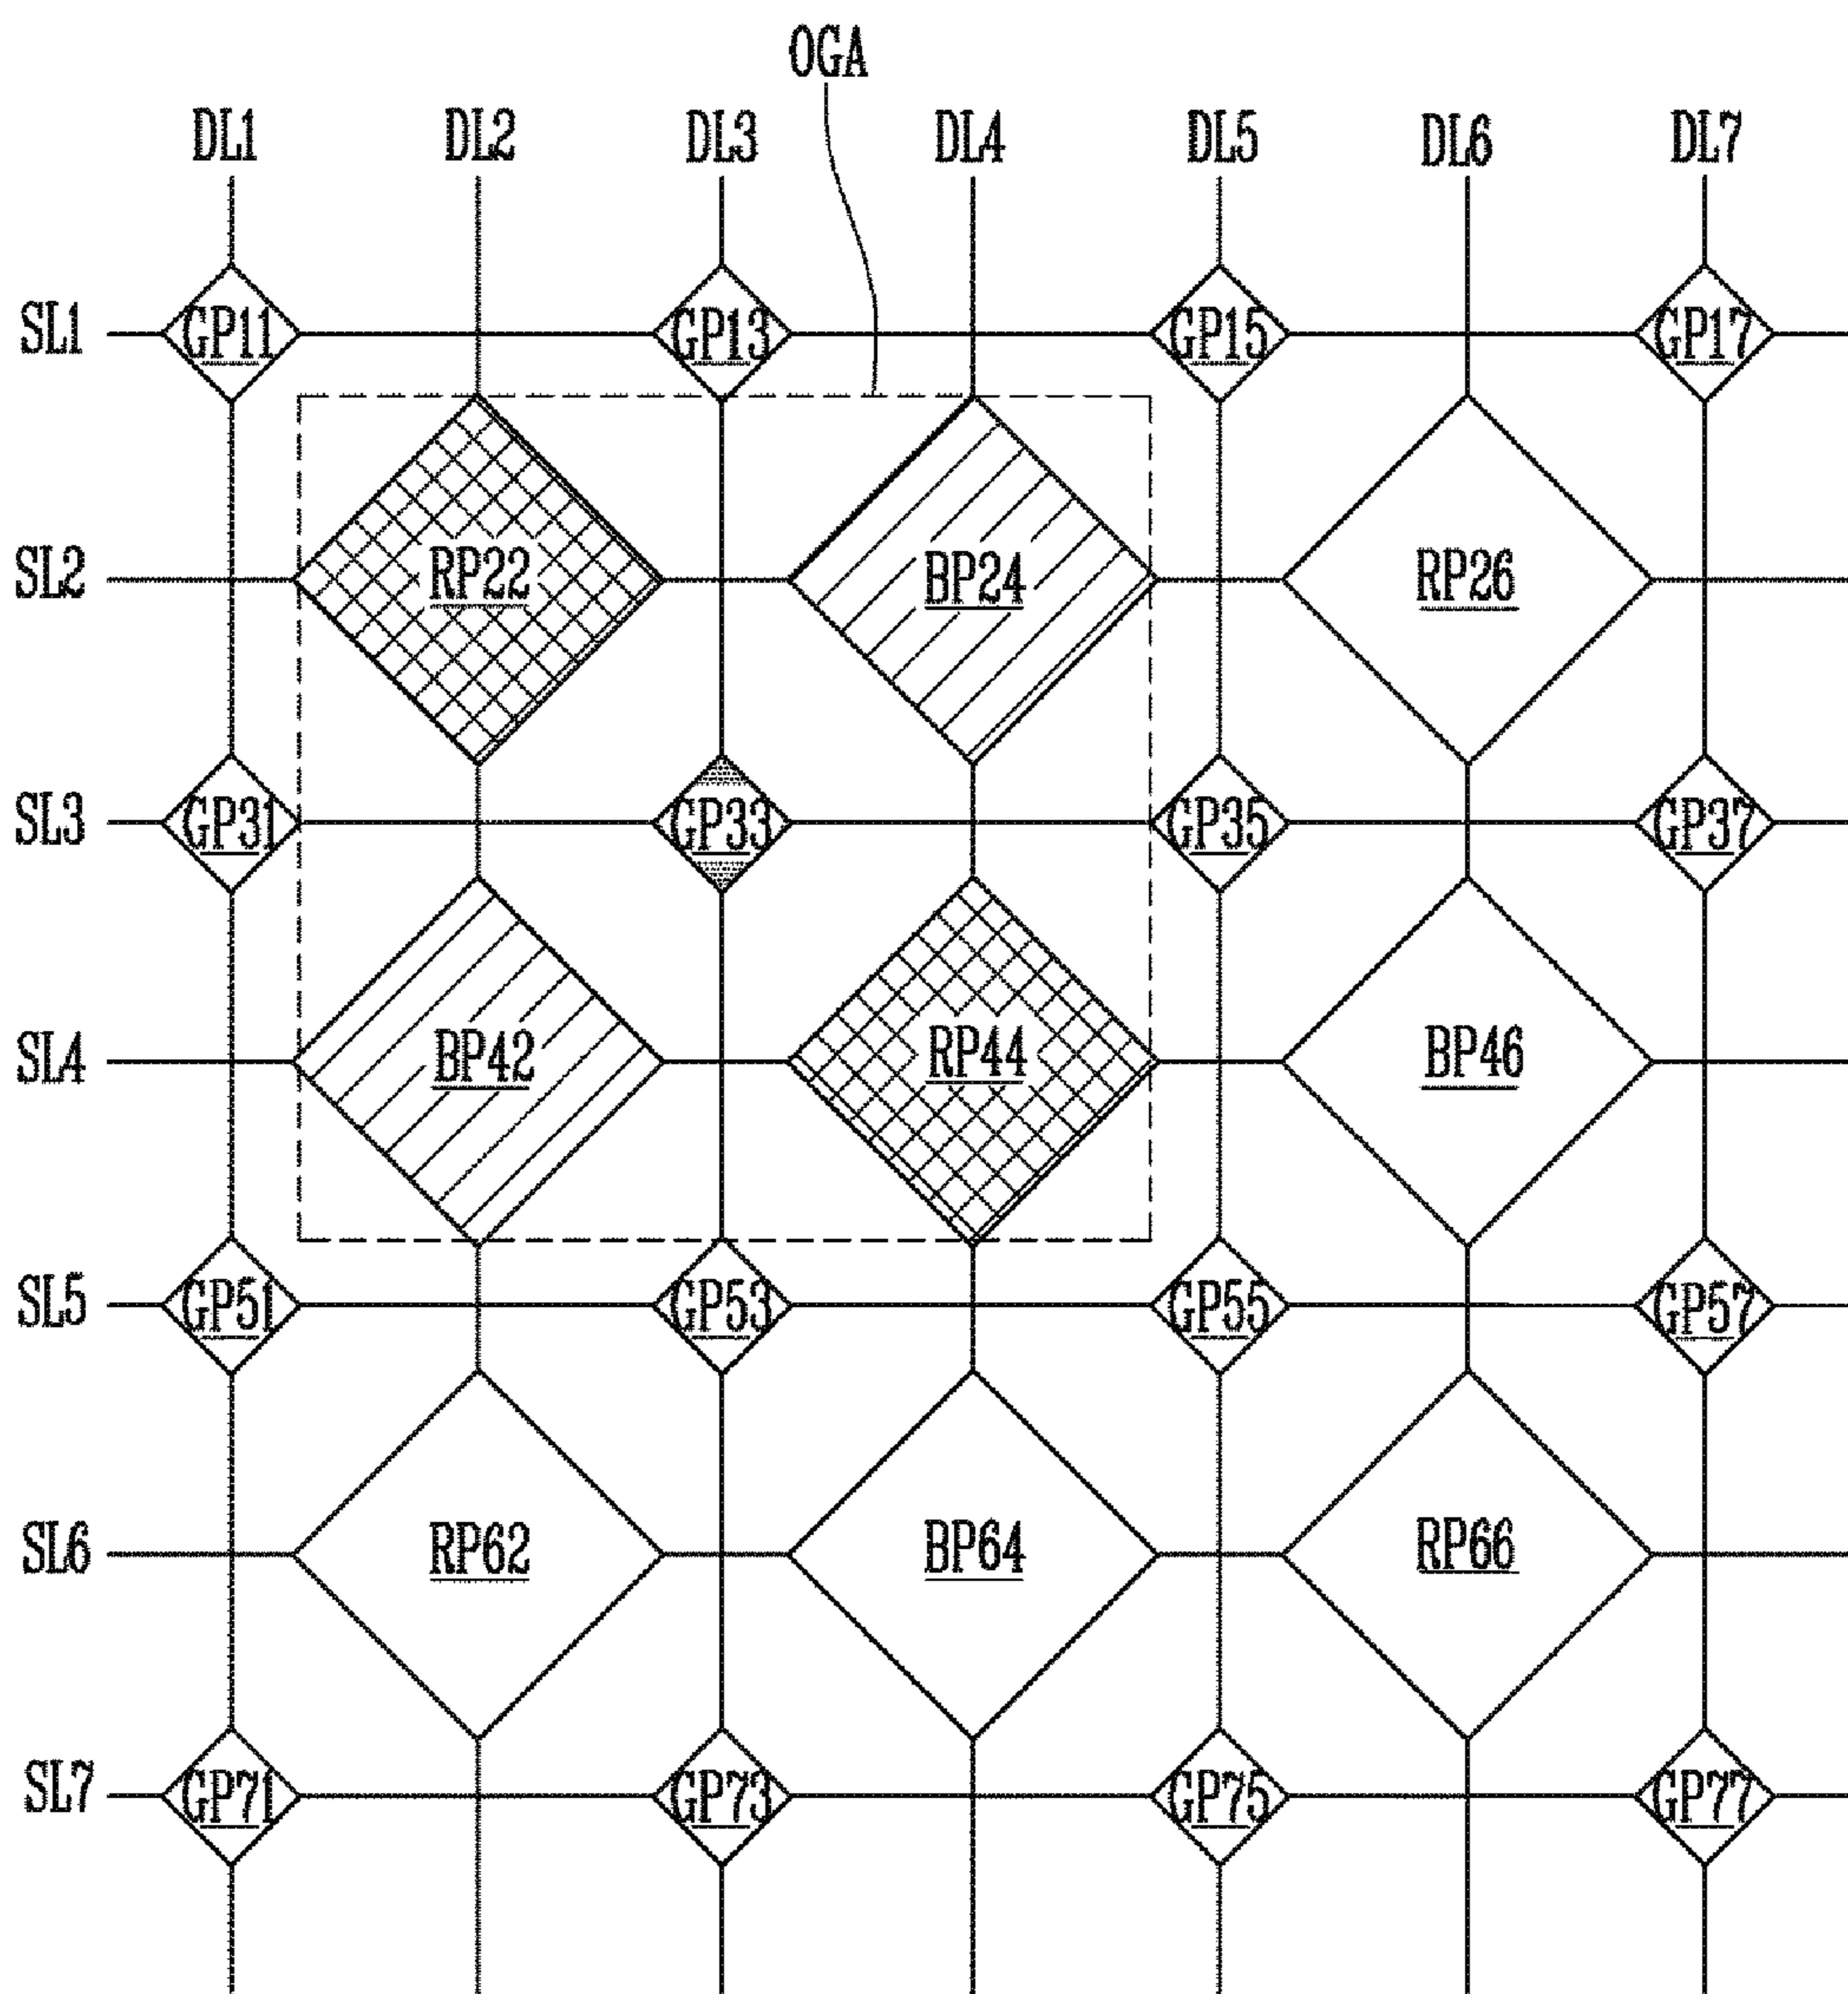 OGA
DL1 DL2 DL3 DL4 DL5 DL6 DL7
SL1 GP11 GP13 GP15 GP17
SL2 RP22 BP24 RP26
SL3 GP31 GP33 GP35 GP37
SL4 BP42 RP44 BP46
SL5 GP51 GP53 GP55 GP57
SL6 RP62 BP64 RP66
SL7 GP71 GP73 GP75 GP77